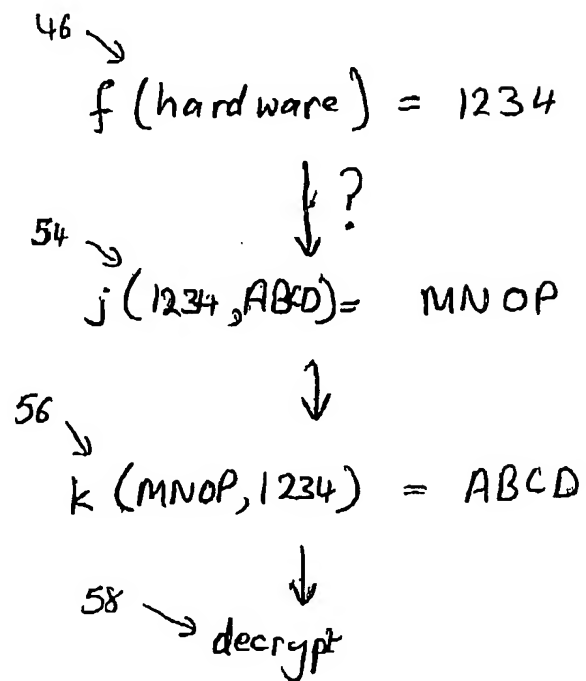 46
f (hardware) = 1234
?
54
j (1234, ABCD) = MNOP
56
k (MNOP, 1234) = ABCD
58
decrypt